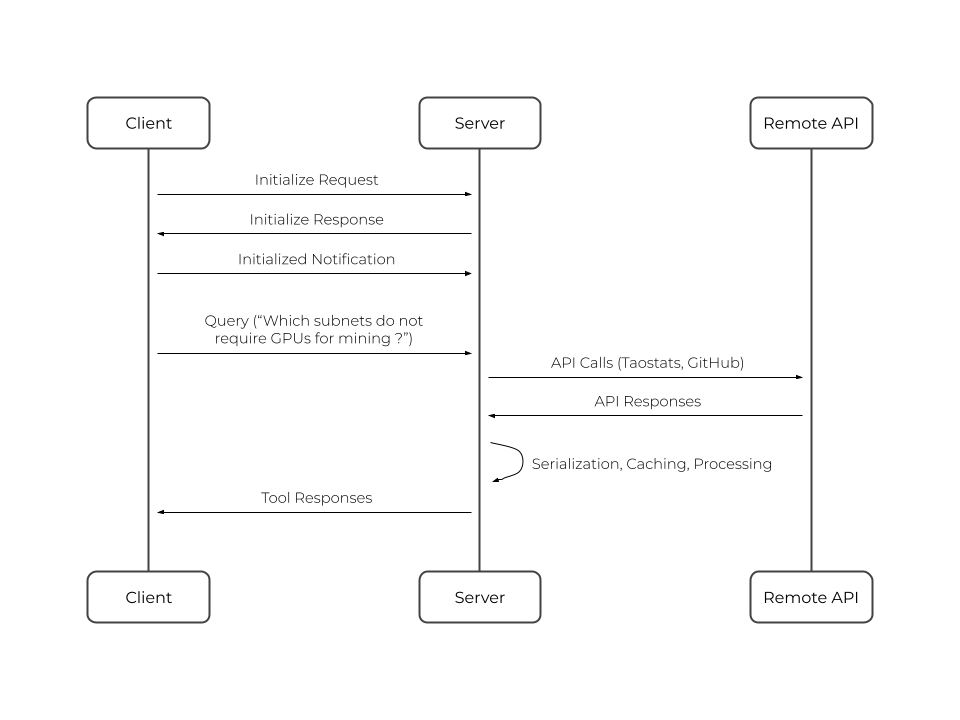 Client
Server
Remote API
Initialize Request
Initialize Response
Initialized Notification
Query (“Which subnets do not
require GPUs for mining ?”)
API Calls (Taostats, GitHub)
API Responses
Serialization, Caching, Processing
Tool Responses
Client
Server
Remote API